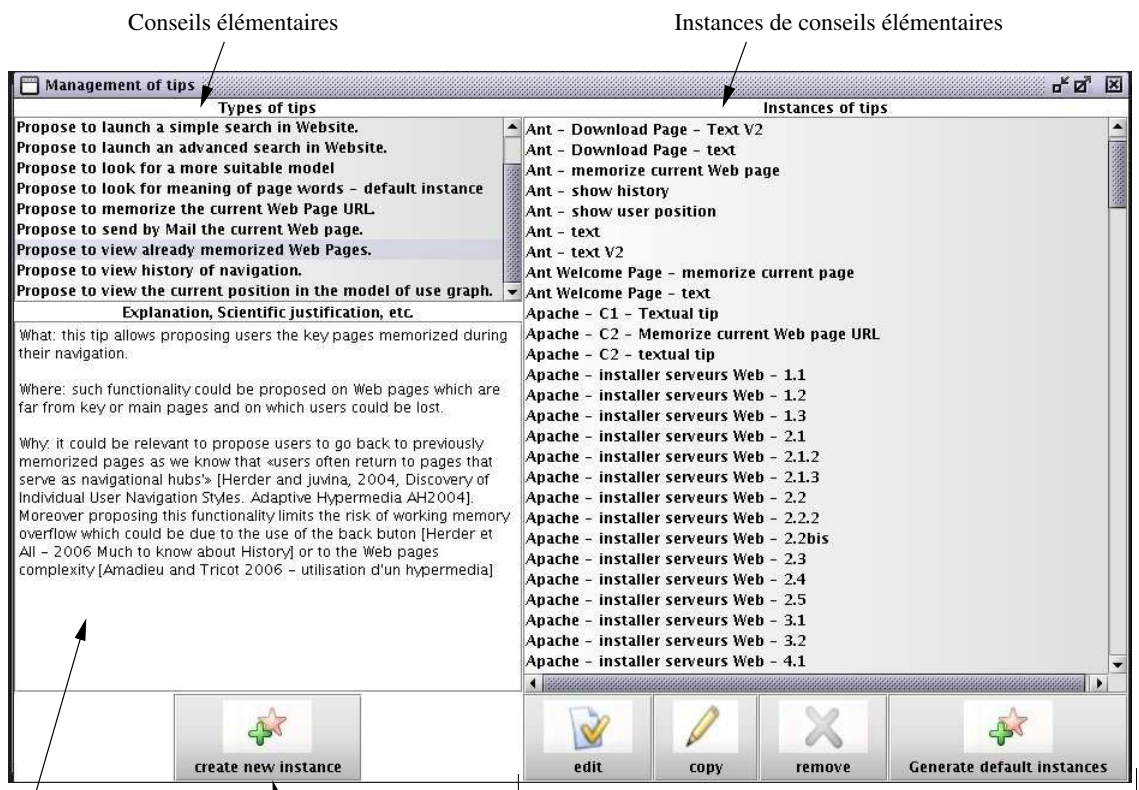 Conseils élémentaires
Instances de conseils élémentaires
Management of tips
Types of tips
Propose to launch a simple search in Website.
Propose to launch an advanced search in Website.
Propose to look for a more suitable model
Propose to look for meaning of page words – default instance
Propose to memorize the current Web Page URL.
Propose to send by Mail the current Web page.
Propose to view already memorized Web Pages.
Propose to view history of navigation.
Propose to view the current position in the model of use graph.
Explanation, Scientific justification, etc.
What: this tip allows proposing users the key pages memorized during
their navigation.
Where: such functionality could be proposed on Web pages which are
far from key or main pages and on which users could be lost.
Why: it could be relevant to propose users to go back to previously
memorized pages as we know that «users often return to pages that
serve as navigational hubs'» [Herder and juvina, 2004, Discovery of
Individual User Navigation Styles. Adaptive Hypermedia AH2004].
Moreover proposing this functionality limits the risk of working memory
overflow which could be due to the use of the back buton [Herder et
All – 2006 Much to know about History] or to the Web pages
complexity [Amadieu and Tricot 2006 – utilisation d'un hypermedia]
create new instance
Instances of tips
Ant – Download Page – Text V2
Ant – Download Page – text
Ant – memorize current Web page
Ant – show history
Ant – show user position
Ant – text
Ant – text V2
Ant Welcome Page – memorize current page
Ant Welcome Page – text
Apache – C1 – Textual tip
Apache – C2 – Memorize current Web page URL
Apache – C2 – textual tip
Apache – installer serveurs Web – 1.1
Apache – installer serveurs Web – 1.2
Apache – installer serveurs Web – 1.3
Apache – installer serveurs Web – 2.1
Apache – installer serveurs Web – 2.1.2
Apache – installer serveurs Web – 2.1.3
Apache – installer serveurs Web – 2.2
Apache – installer serveurs Web – 2.2.2
Apache – installer serveurs Web – 2.2bis
Apache – installer serveurs Web – 2.3
Apache – installer serveurs Web – 2.4
Apache – installer serveurs Web – 2.5
Apache – installer serveurs Web – 3.1
Apache – installer serveurs Web – 3.2
Apache – installer serveurs Web – 4.1
edit
copy
remove
Generate default instances